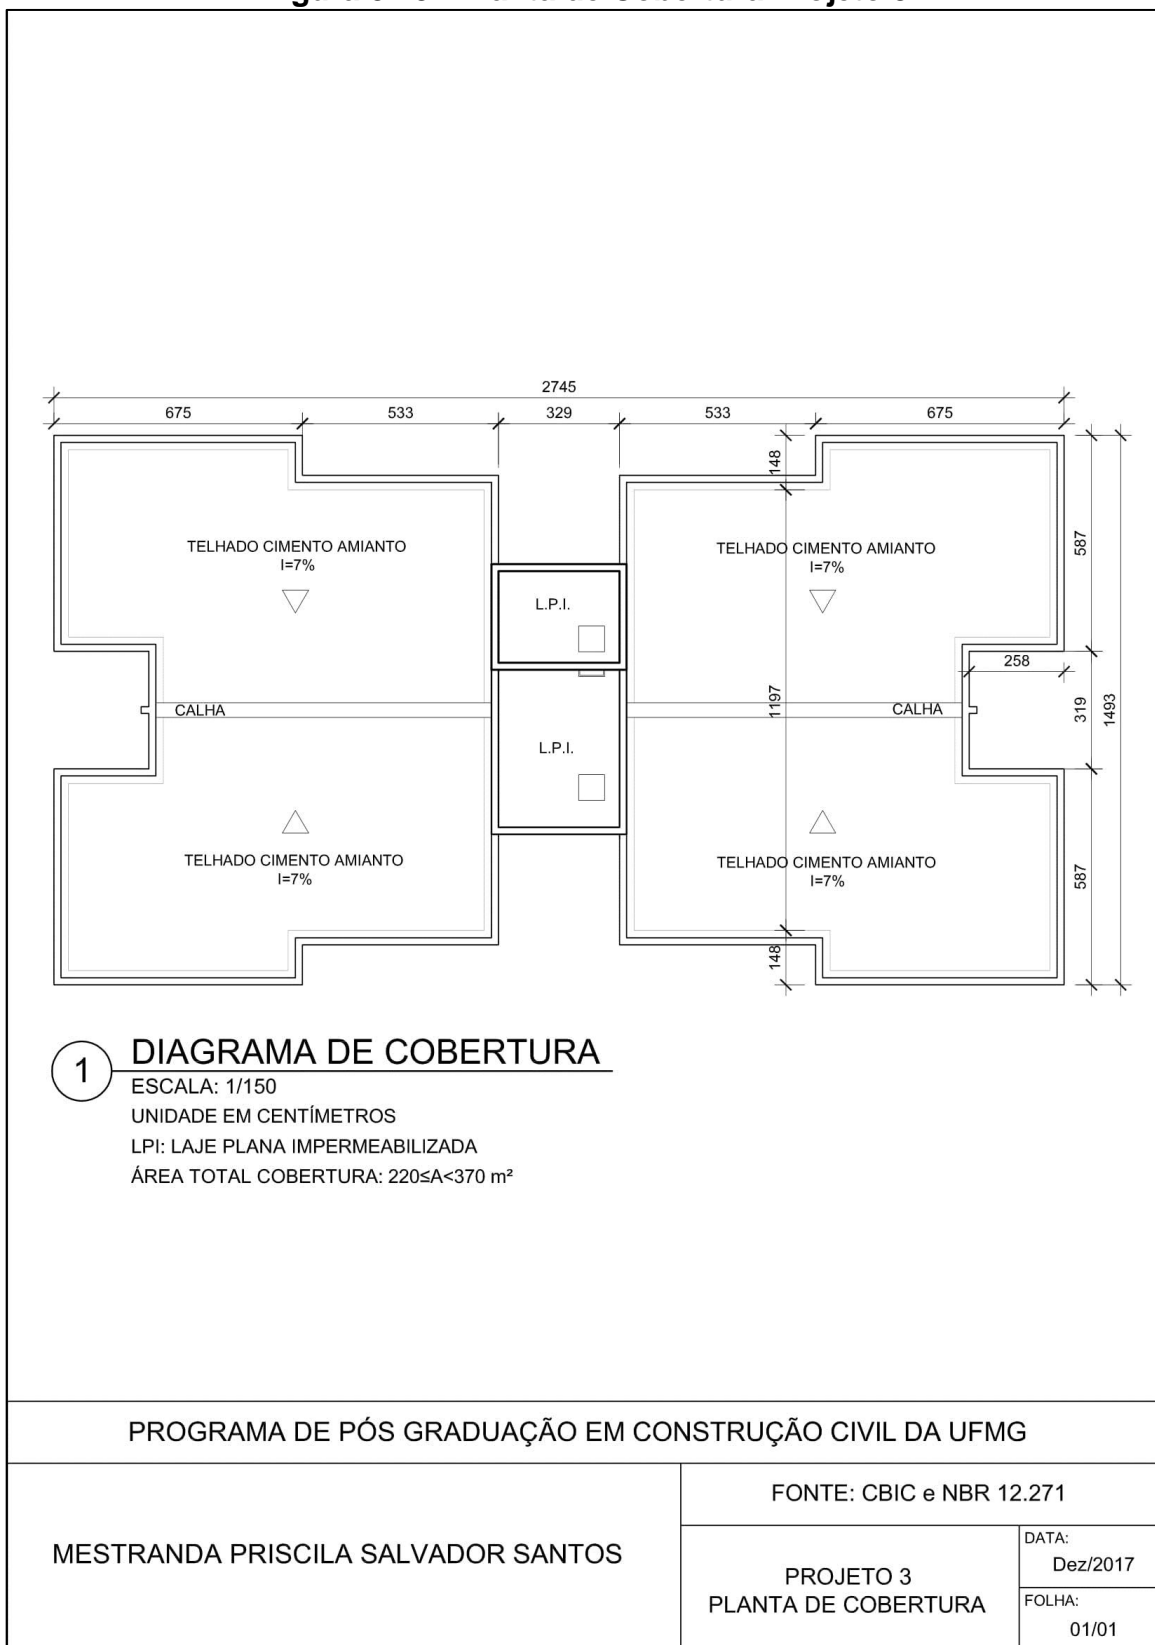 2745
675
533
329
533
675
148
587
TELHADO CIMENTO AMIANTO
I=7%
TELHADO CIMENTO AMIANTO
I=7%
L.P.I.
258
CALHA
1197
CALHA
319
1493
L.P.I.
TELHADO CIMENTO AMIANTO
I=7%
TELHADO CIMENTO AMIANTO
I=7%
587
148
1
DIAGRAMA DE COBERTURA
ESCALA: 1/150
UNIDADE EM CENTÍMETROS
LPI: LAJE PLANA IMPERMEABILIZADA
ÁREA TOTAL COBERTURA: 220≤A<370 m²
PROGRAMA DE PÓS GRADUAÇÃO EM CONSTRUÇÃO CIVIL DA UFMG
MESTRANDA PRISCILA SALVADOR SANTOS
FONTE: CBIC e NBR 12.271
PROJETO 3
PLANTA DE COBERTURA
DATA:
Dez/2017
FOLHA:
01/01